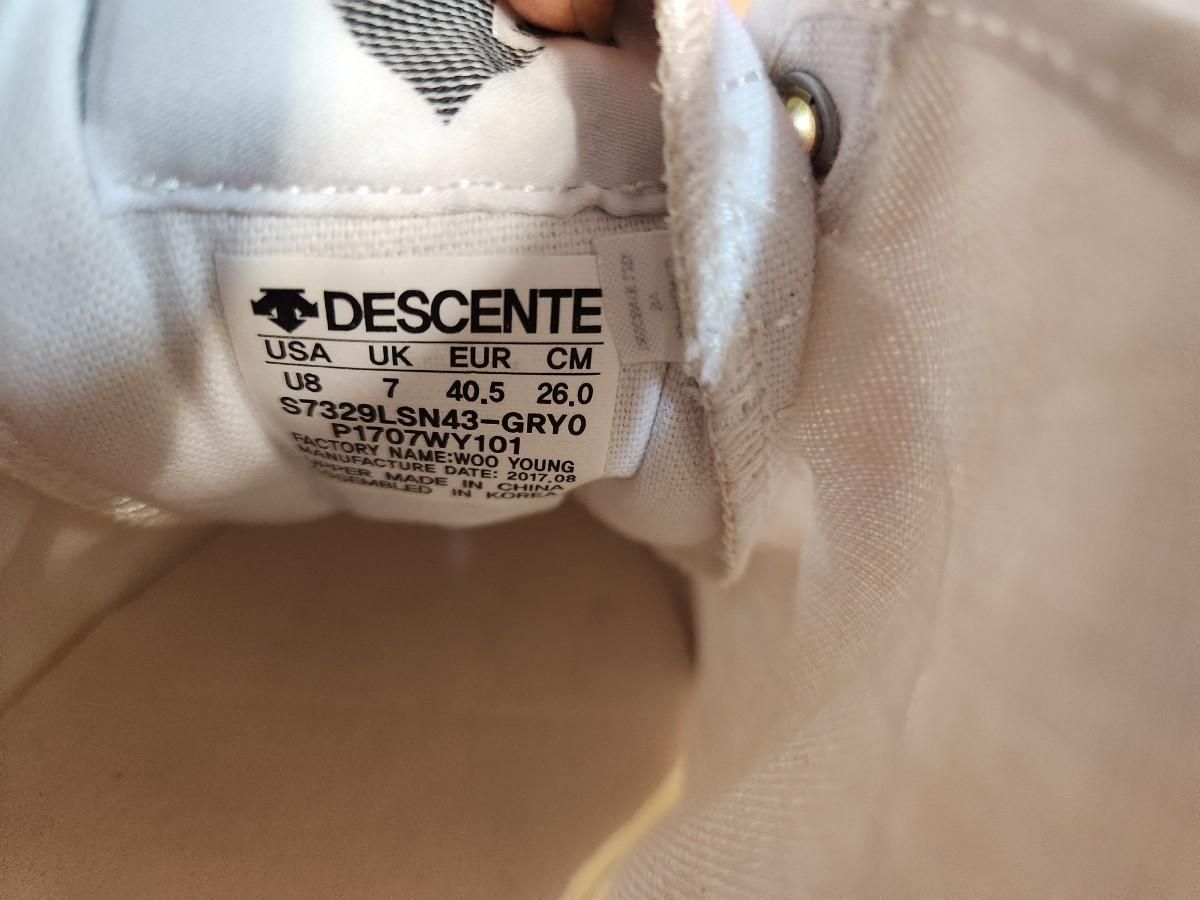 DESCENTE
USA UK EUR CM
U8 7 40.5 26.0
S7329LSN43-GRY0
P1707WY101
FACTORY NAME:WOO YOUNG
MANUFACTURE DATE: 2017.08
UPPER MADE IN CHINA
ASSEMBLED IN KOREA